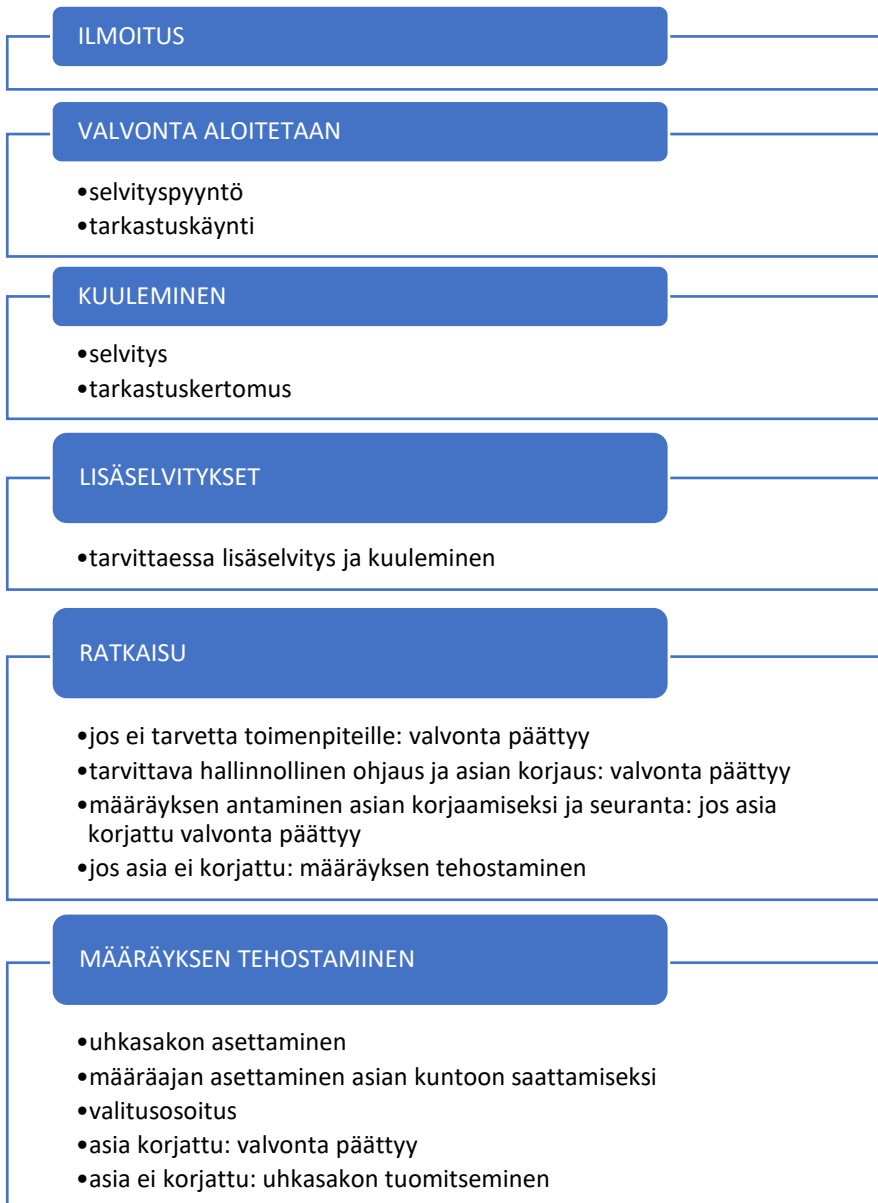 ILMOITUS
VALVONTA ALOITETAAN
•selvityspyyntö
•tarkastuskäynti
KUULEMINEN
•selvitys
•tarkastuskertomus
LISÄSELVITYKSET
•tarvittaessa lisäselvitys ja kuuleminen
RATKAISU
•jos ei tarvetta toimenpiteille: valvonta päättyy
•tarvittava hallinnollinen ohjaus ja asian korjaus: valvonta päättyy
•määräyksen antaminen asian korjaamiseksi ja seuranta: jos asia
korjattu valvonta päättyy
•jos asia ei korjattu: määräyksen tehostaminen
MÄÄRÄYKSEN TEHOSTAMINEN
•uhkasakon asettaminen
•määräajan asettaminen asian kuntoon saattamiseksi
•valitusosoitus
•asia korjattu: valvonta päättyy
•asia ei korjattu: uhkasakon tuomitseminen